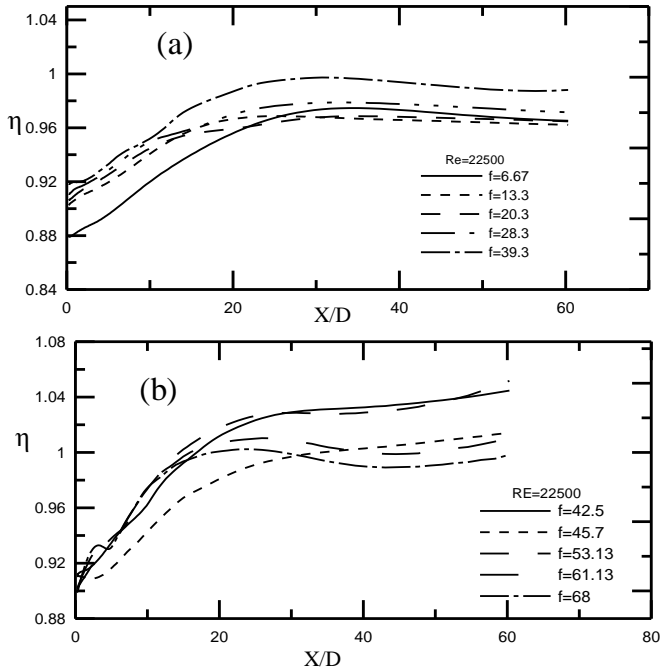 1.04
(a)
1
η
0.96
Re=22500
f=6.67
0.92
f=13.3
f=20.3
0.88
f=28.3
f=39.3
0.84
0 20 40 60
X/D
1.08
(b)
1.04
η
1
0.96
RE=22500
f=42.5
f=45.7
0.92
f=53.13
f=61.13
f=68
0.88
0 20 40 60 80
X/D